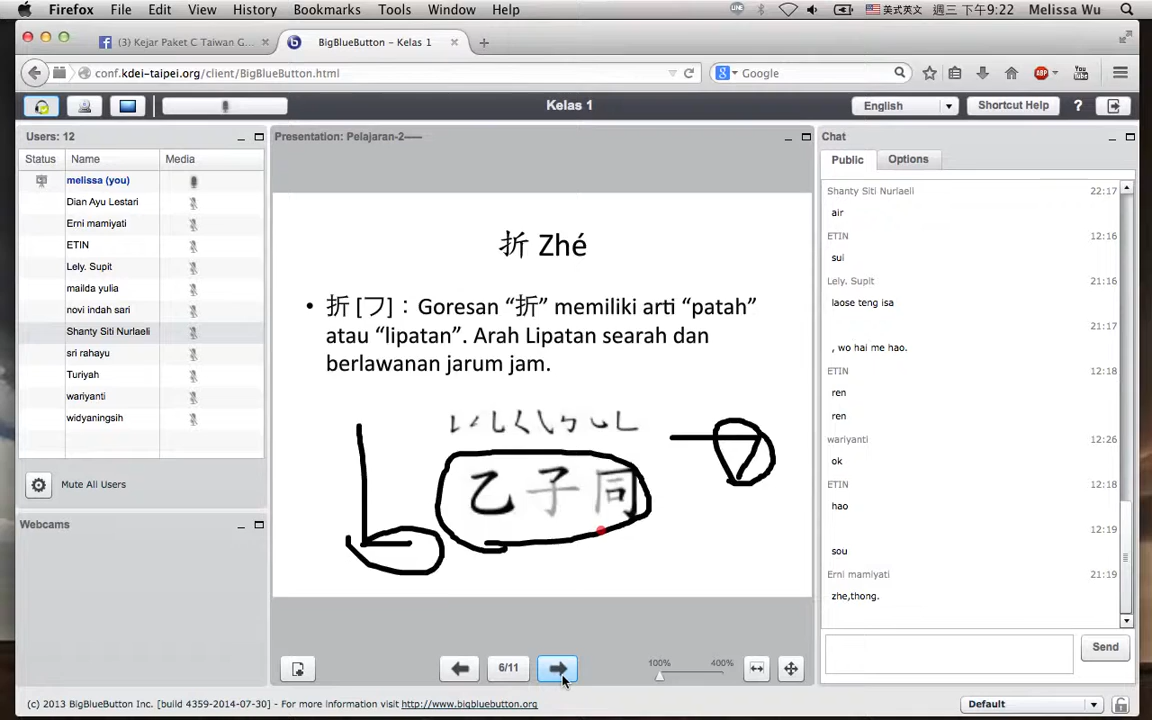 Firefox File Edit View History Bookmarks Tools Window Help 美式英文 週三 下午9:22 Melissa Wu
(3) Kejar Paket C Taiwan G... BigBlueButton - Kelas 1
conf.kdei-taipei.org/client/BigBlueButton.html Google
Kelas 1 English Shortcut Help ?
Users: 12
Status Name Media
melissa (you)
Dian Ayu Lestari
Erni mamiyati
ETIN
Lely. Supit
mailda yulia
novi indah sari
Shanty Siti Nurlaeli
sri rahayu
Turiyah
wariyanti
widyaningsih
Mute All Users
Webcams
Presentation: Pelajaran-2-----
折 Zhé
• 折 [フ]：Goresan “折” memiliki arti “patah”
atau “lipatan”. Arah Lipatan searah dan
berlawanan jarum jam.
乙 子 同
6/11 100% 400%
Chat
Public Options
Shanty Siti Nurlaeli 22:17
air
ETIN 12:16
sui
Lely. Supit 21:16
laose teng isa
21:17
, wo hai me hao.
ETIN 12:18
ren
ren
wariyanti 12:26
ok
ETIN 12:18
hao
12:19
sou
Erni mamiyati 21:19
zhe,thong.
Send
(c) 2013 BigBlueButton Inc. [build 4359-2014-07-30] - For more information visit http://www.bigbluebutton.org Default